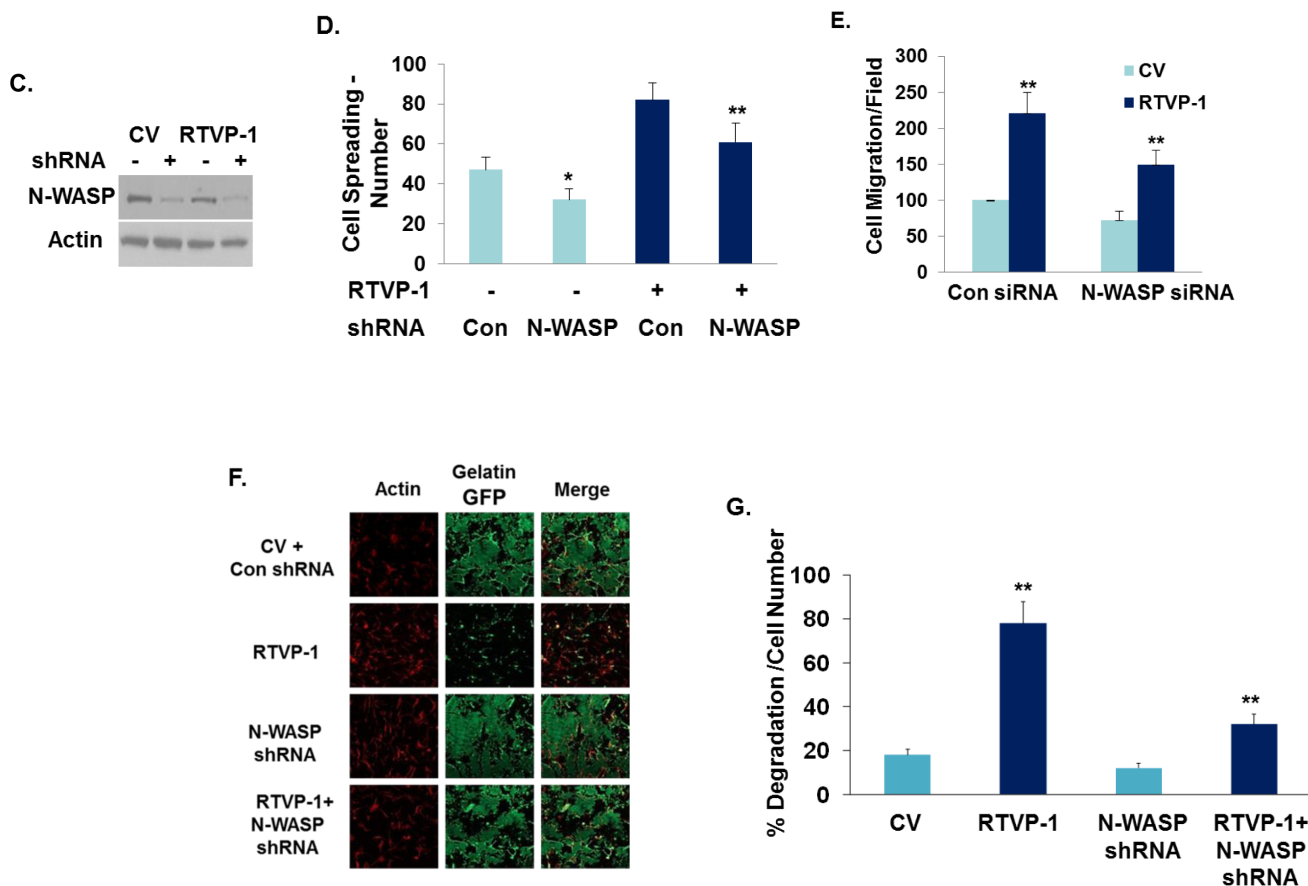 C.
CV RTVP-1
shRNA - + - +
N-WASP
Actin
D.
Cell Spreading -
Number
100
80
60
40
20
0
*
**
RTVP-1 - - + +
shRNA Con N-WASP Con N-WASP
E.
Cell Migration/Field
300
250
200
150
100
50
0
CV
RTVP-1
**
**
Con siRNA N-WASP siRNA
F.
Actin
Gelatin
GFP
Merge
CV +
Con shRNA
RTVP-1
N-WASP
shRNA
RTVP-1+
N-WASP
shRNA
G.
% Degradation /Cell Number
100
80
60
40
20
0
**
**
CV
RTVP-1
N-WASP
shRNA
RTVP-1+
N-WASP
shRNA